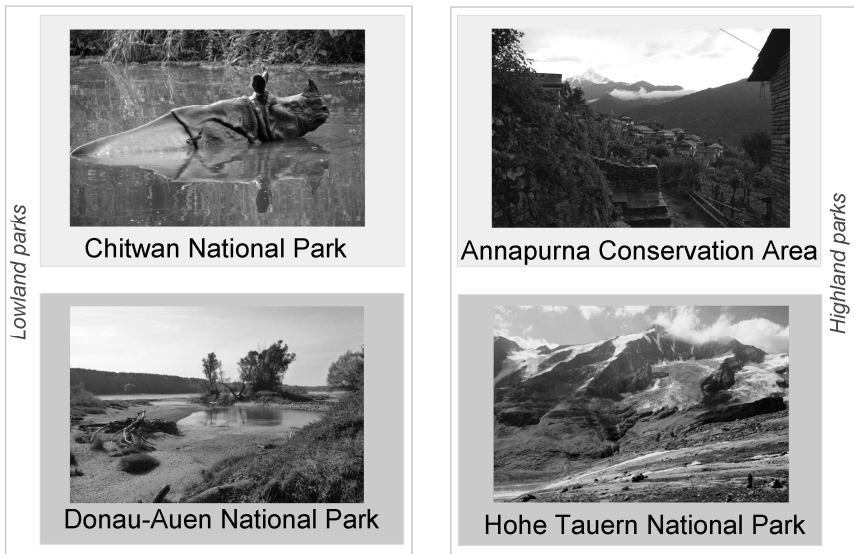 Lowland parks
Chitwan National Park
Donau-Auen National Park
Annapurna Conservation Area
Hohe Tauern National Park
Highland parks